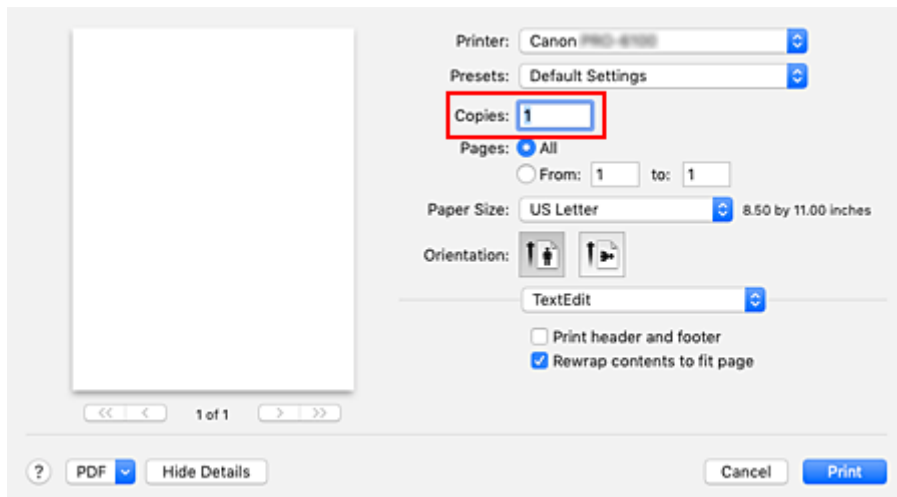 Printer: Canon
Presets: Default Settings
Copies: 1
Pages: All
From: 1 to: 1
Paper Size: US Letter 8.50 by 11.00 inches
Orientation:
TextEdit
Print header and footer
Rewrap contents to fit page
<< < 1 of 1 > >>
? PDF Hide Details Cancel Print